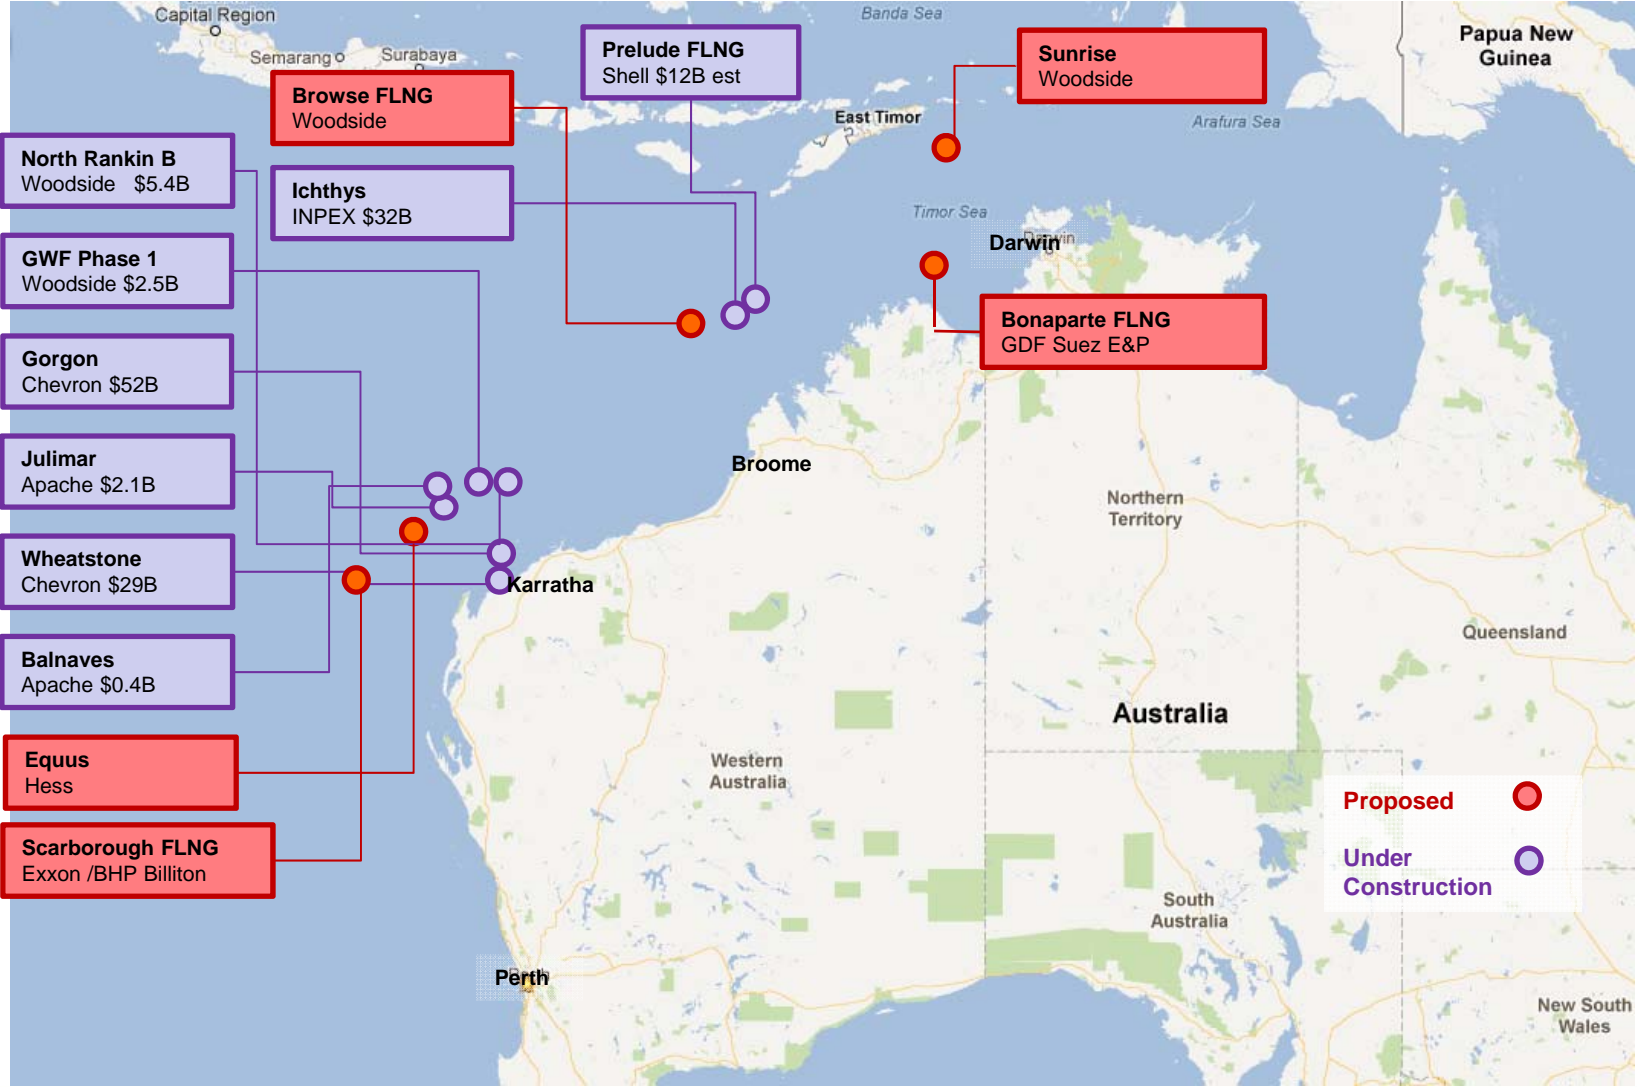 Capital Region
Semarang
Surabaya
Banda Sea
Papua New
Guinea
Prelude FLNG
Shell $12B est
Sunrise
Woodside
Browse FLNG
Woodside
East Timor
Arafura Sea
North Rankin B
Woodside $5.4B
Ichthys
INPEX $32B
Timor Sea
Darwin
Darwin
GWF Phase 1
Woodside $2.5B
Bonaparte FLNG
GDF Suez E&P
Gorgon
Chevron $52B
Julimar
Apache $2.1B
Broome
Northern
Territory
Wheatstone
Chevron $29B
Karratha
Queensland
Balnaves
Apache $0.4B
Australia
Equus
Hess
Western
Australia
Proposed
Scarborough FLNG
Exxon /BHP Billiton
Under
Construction
South
Australia
Perth
New South
Wales